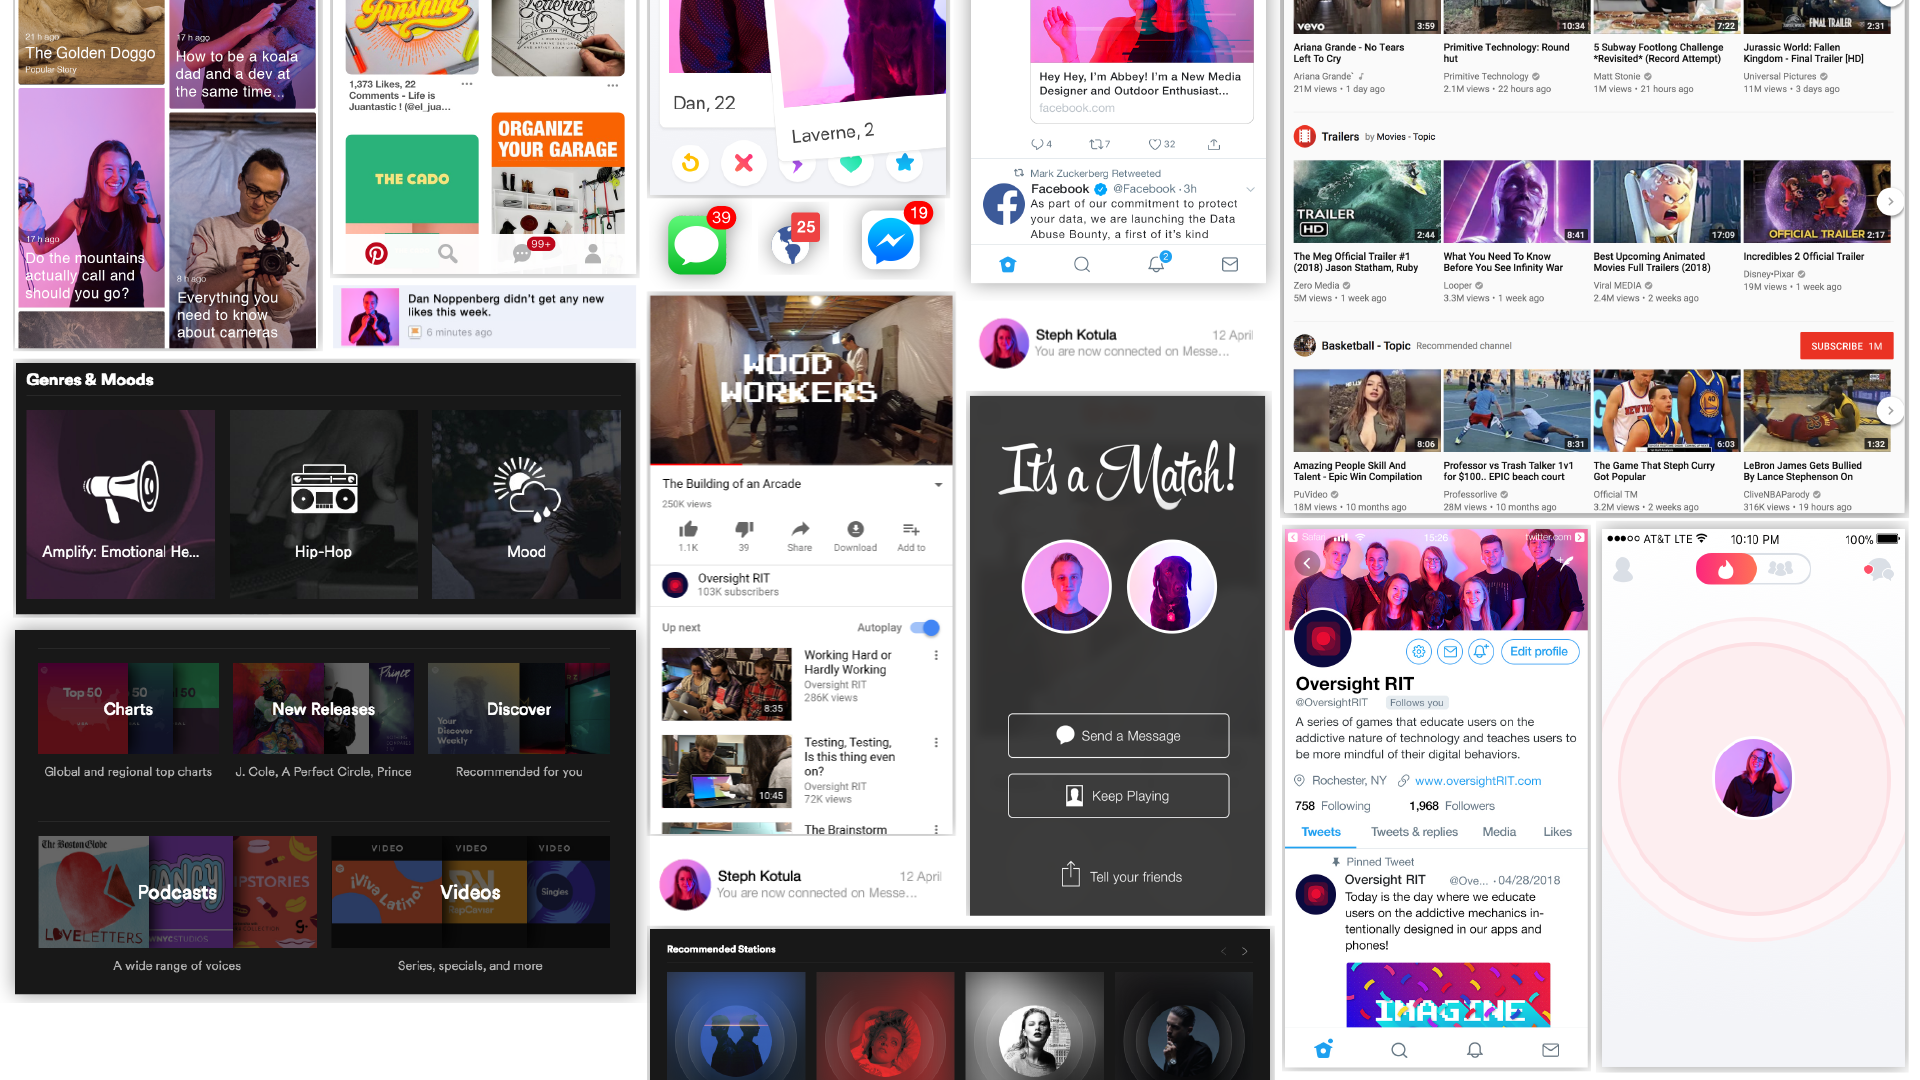 21 h ago
The Golden Doggo
Popular Story
17 h ago
How to be a koala
dad and a dev at
the same time...
17 h ago
Do the mountains
actually call and
should you go?
8 h ago
Everything you
need to know
about cameras
Funshine
Lettering
1,373 Likes, 22
Comments - Life is
Juantastic ! (@el_jua...
THE CADO
ORGANIZE
YOUR GARAGE
99+
Dan Noppenberg didn't get any new
likes this week.
6 minutes ago
Genres & Moods
Amplify: Emotional He...
Hip-Hop
Mood
Top 50
50
50
Charts
Global and regional top charts
Prince
New Releases
J. Cole, A Perfect Circle, Prince
Your
Discover
Weekly
Discover
Recommended for you
The Boston Globe
LOVE LETTERS
WNYC STUDIOS
Podcasts
A wide range of voices
VIDEO
VIDEO
VIDEO
¡Viva Latino!
RapCaviar
Singles
Videos
Series, specials, and more
Dan, 22
Laverne, 2
39
25
19
WOOD
WORKERS
The Building of an Arcade
250K views
1.1K
39
Share
Download
Add to
Oversight RIT
103K subscribers
Up next
Autoplay
8:35
Working Hard or
Hardly Working
Oversight RIT
286K views
10:45
Testing, Testing,
Is this thing even
on?
Oversight RIT
72K views
The Brainstorm
Steph Kotula
12 April
You are now connected on Messe...
Recommended Stations
Hey Hey, I'm Abbey! I'm a New Media
Designer and Outdoor Enthusiast...
facebook.com
4
7
32
Mark Zuckerberg Retweeted
Facebook @Facebook · 3h
As part of our commitment to protect
your data, we are launching the Data
Abuse Bounty, a first of it's kind
2
Steph Kotula
12 April
You are now connected on Messe...
It's a Match!
Send a Message
Keep Playing
Tell your friends
vevo
3:59
Ariana Grande - No Tears
Left To Cry
Ariana Grande
21M views • 1 day ago
10:34
Primitive Technology: Round
hut
Primitive Technology
2.1M views • 22 hours ago
7:22
5 Subway Footlong Challenge
*Revisited* (Record Attempt)
Matt Stonie
1M views • 21 hours ago
FINAL TRAILER
2:31
Jurassic World: Fallen
Kingdom - Final Trailer [HD]
Universal Pictures
11M views • 3 days ago
Trailers by Movies - Topic
TRAILER
HD
2:44
The Meg Official Trailer #1
(2018) Jason Statham, Ruby
Zero Media
5M views • 1 week ago
8:41
What You Need To Know
Before You See Infinity War
Looper
3.3M views • 1 week ago
17:09
Best Upcoming Animated
Movies Full Trailers (2018)
Viral MEDIA
2.4M views • 2 weeks ago
OFFICIAL TRAILER
2:17
Incredibles 2 Official Trailer
Disney•Pixar
19M views • 1 week ago
Basketball - Topic Recommended channel
SUBSCRIBE 1M
8:06
Amazing People Skill And
Talent - Epic Win Compilation
PuVideo
18M views • 10 months ago
8:31
Professor vs Trash Talker 1v1
for $100.. EPIC beach court
Professorlive
28M views • 10 months ago
NEW YORK
40
6:03
The Game That Steph Curry
Got Popular
Official TM
3.2M views • 2 weeks ago
1:32
LeBron James Gets Bullied
By Lance Stephenson On
CliveNBAParody
316K views • 19 hours ago
Safari
15:26
twitter.com
Edit profile
Oversight RIT
@OversightRIT Follows you
A series of games that educate users on the
addictive nature of technology and teaches users to
be more mindful of their digital behaviors.
Rochester, NY www.oversightRIT.com
758 Following 1,968 Followers
Tweets Tweets & replies Media Likes
Pinned Tweet
Oversight RIT @Ove... · 04/28/2018
Today is the day where we educate
users on the addictive mechanics in-
tentionally designed in our apps and
phones!
IMAGINE
AT&T LTE 10:10 PM 100%